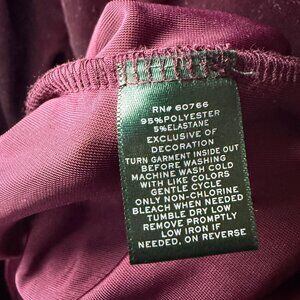 RN# 60766
95%POLYESTER
5%ELASTANE
EXCLUSIVE OF
DECORATION
TURN GARMENT INSIDE OUT
BEFORE WASHING
MACHINE WASH COLD
WITH LIKE COLORS
GENTLE CYCLE
ONLY NON-CHLORINE
BLEACH WHEN NEEDED
TUMBLE DRY LOW
REMOVE PROMPTLY
LOW IRON IF
NEEDED, ON REVERSE